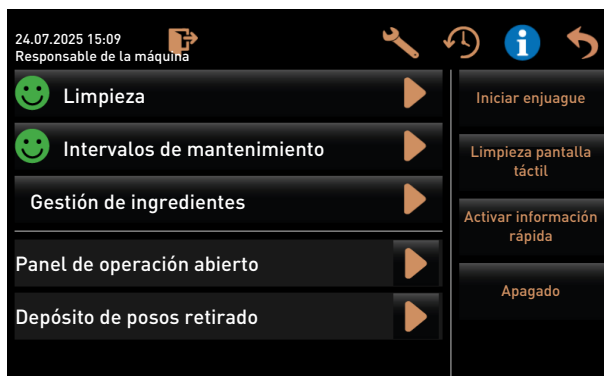 24.07.2025 15:09
Responsable de la máquina
Limpieza
Intervalos de mantenimiento
Gestión de ingredientes
Panel de operación abierto
Depósito de posos retirado
Iniciar enjuague
Limpieza pantalla
táctil
Activar información
rápida
Apagado